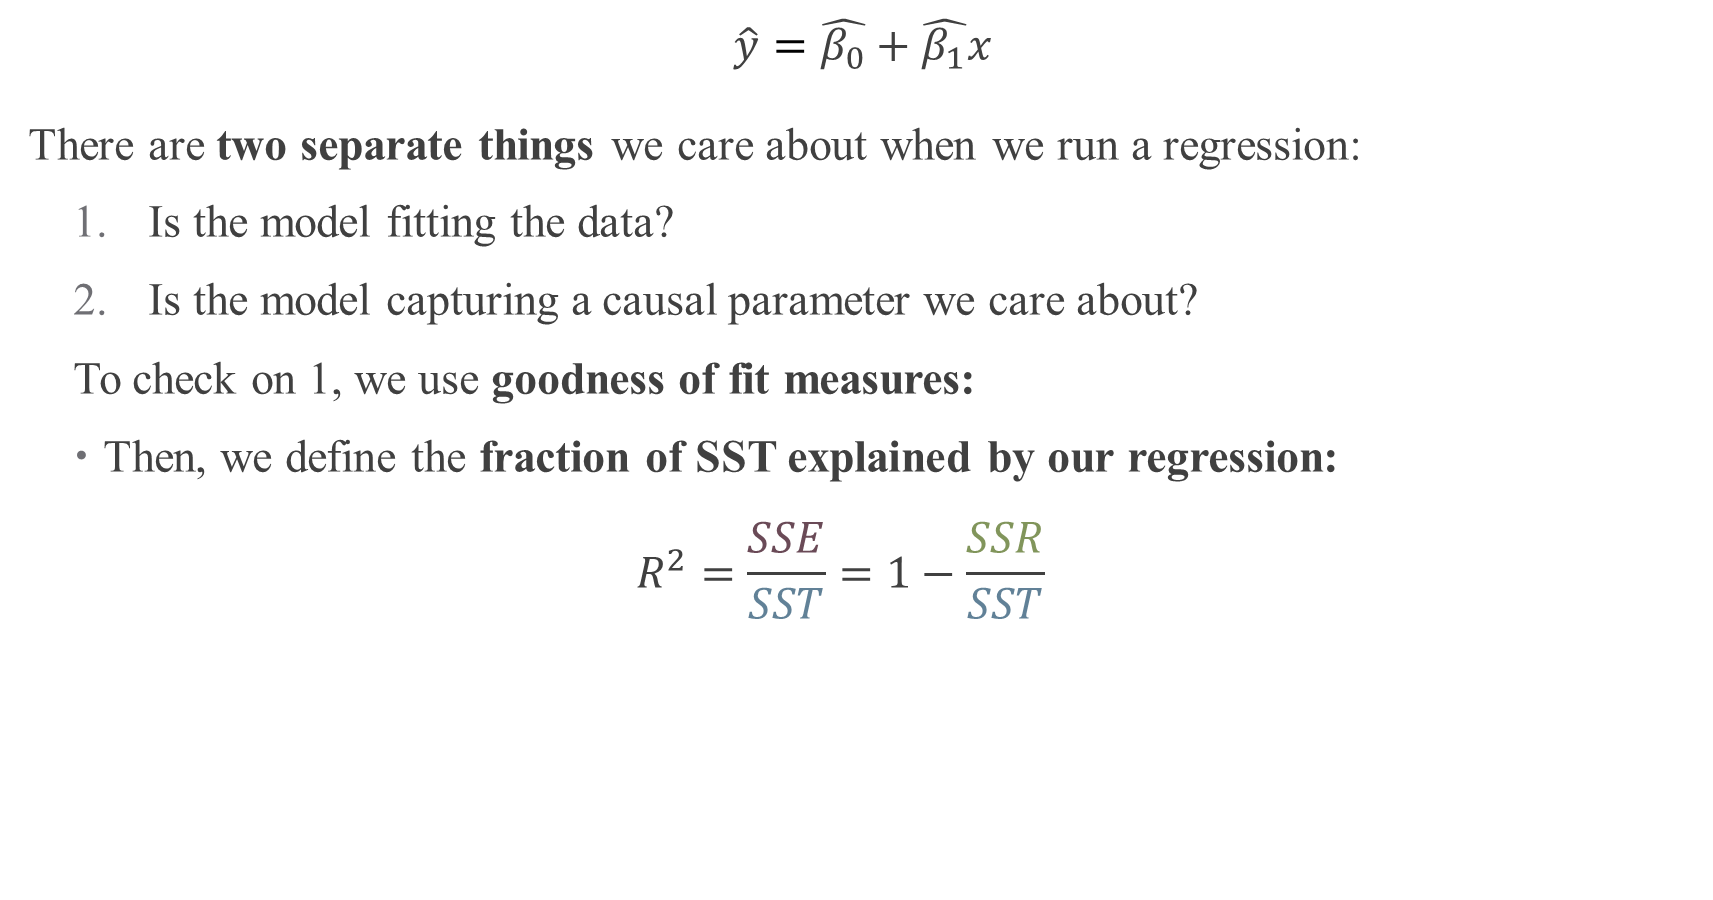 ŷ = β̂₀ + β̂₁x
There are two separate things we care about when we run a regression:
1. Is the model fitting the data?
2. Is the model capturing a causal parameter we care about?
To check on 1, we use goodness of fit measures:
• Then, we define the fraction of SST explained by our regression:
R² = SSE/SST = 1 − SSR/SST